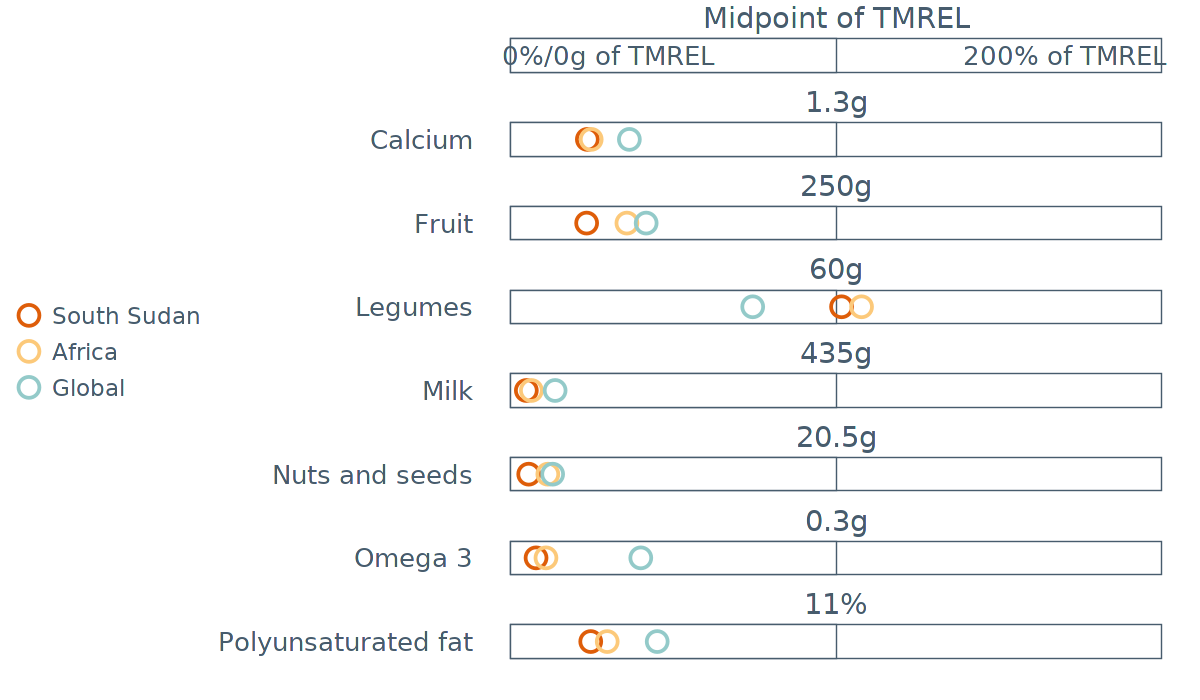 Midpoint of TMREL
0%/0g of TMREL
200% of TMREL
1.3g
Calcium
250g
Fruit
60g
Legumes
435g
Milk
20.5g
Nuts and seeds
0.3g
Omega 3
11%
Polyunsaturated fat
South Sudan
Africa
Global